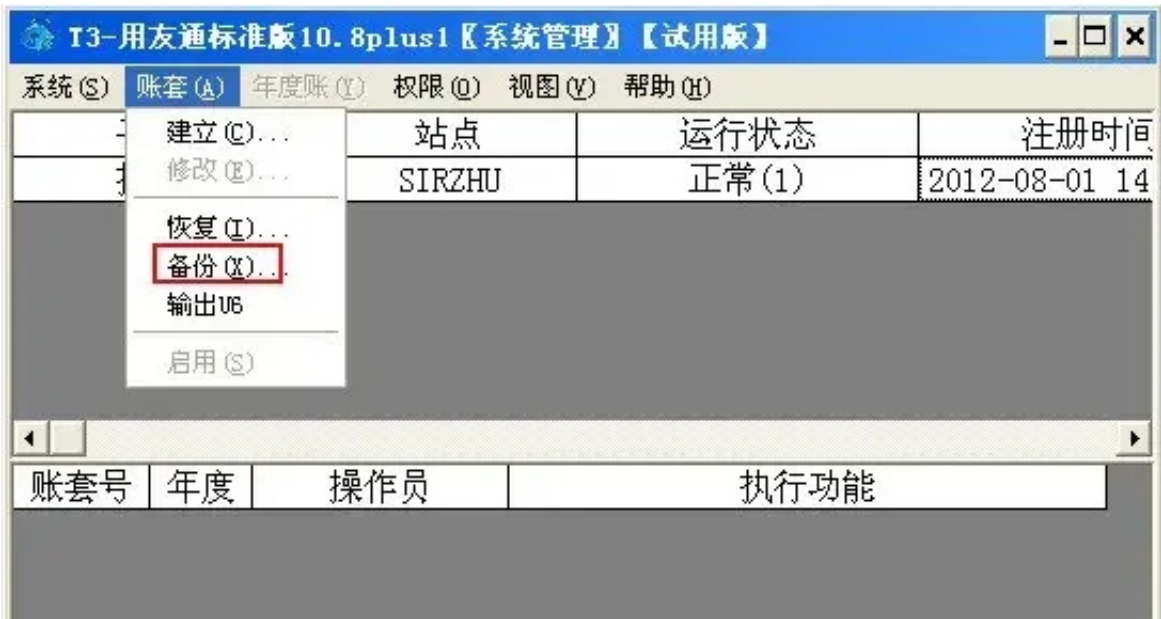 T3-用友通标准版10.8plus1〖系统管理〗【试用版】
系统(S) 账套(A) 年度账(Y) 权限(O) 视图(V) 帮助(H)
建立(C)... 站点 运行状态 注册时间
修改(E)... SIRZHU 正常(1) 2012-08-01 14
恢复(I)...
备份(X)...
输出U6
启用(S)
账套号 年度 操作员 执行功能